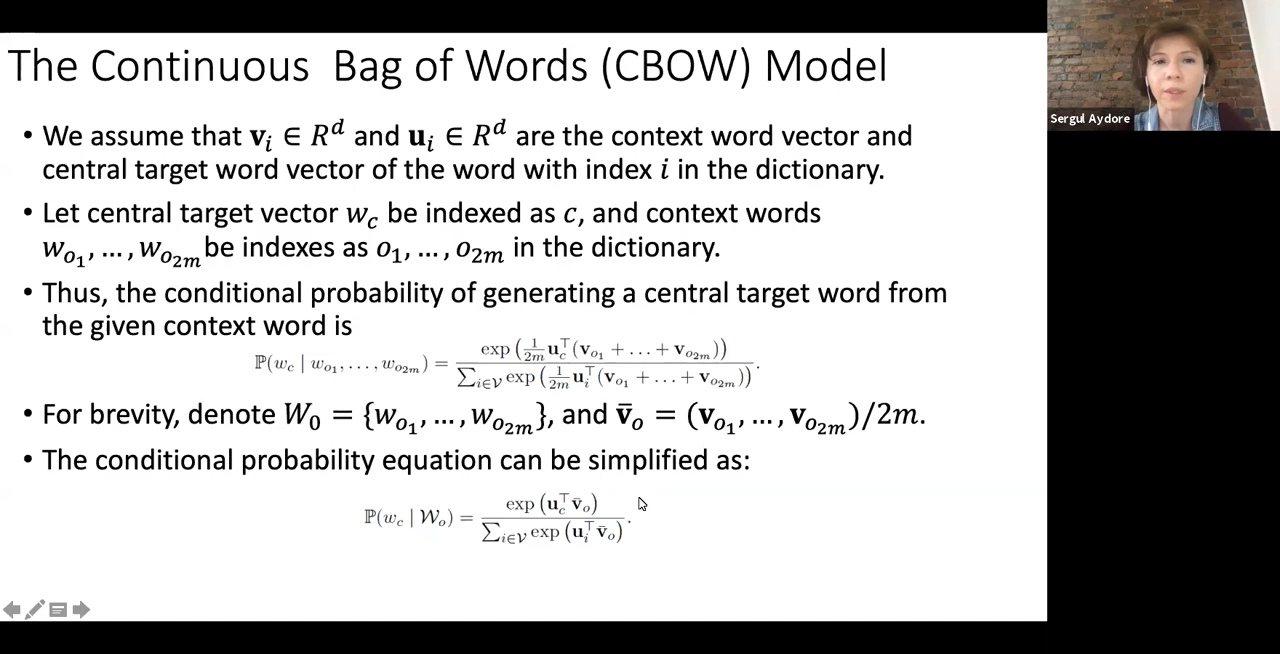 The Continuous Bag of Words (CBOW) Model
• We assume that 𝐯ᵢ ∈ Rᵈ and 𝐮ᵢ ∈ Rᵈ are the context word vector and
central target word vector of the word with index i in the dictionary.
• Let central target vector w_c be indexed as c, and context words
w_{o_1}, …, w_{o_{2m}} be indexes as o_1, …, o_{2m} in the dictionary.
• Thus, the conditional probability of generating a central target word from
the given context word is
ℙ(w_c | w_{o_1}, …, w_{o_{2m}}) = exp(1/2m 𝐮_c^⊤(𝐯_{o_1} + … + 𝐯_{o_{2m}})) / ∑_{i∈𝒱} exp(1/2m 𝐮_i^⊤(𝐯_{o_1} + … + 𝐯_{o_{2m}})).
• For brevity, denote W_0 = {w_{o_1}, …, w_{o_{2m}}}, and 𝐯̄_o = (𝐯_{o_1}, …, 𝐯_{o_{2m}})/2m.
• The conditional probability equation can be simplified as:
ℙ(w_c | 𝒲_o) = exp(𝐮_c^⊤ 𝐯̄_o) / ∑_{i∈𝒱} exp(𝐮_i^⊤ 𝐯̄_o).
Sergul Aydore